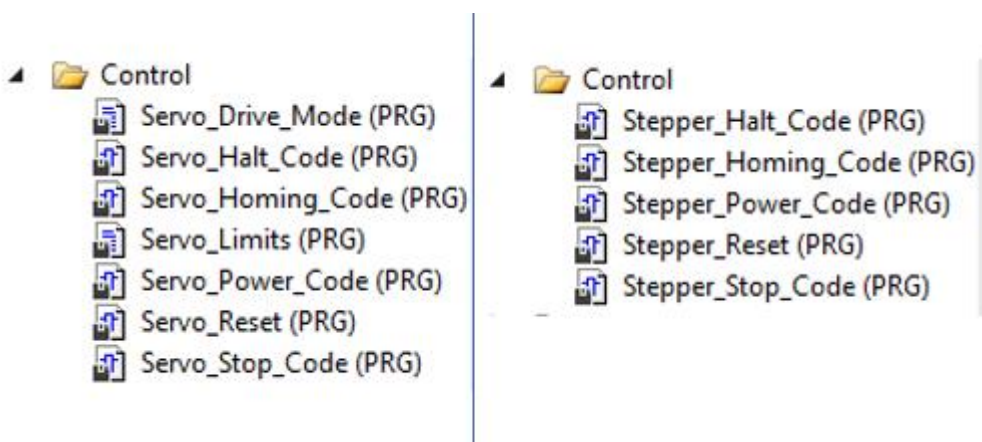 Control
Servo_Drive_Mode (PRG)
Servo_Halt_Code (PRG)
Servo_Homing_Code (PRG)
Servo_Limits (PRG)
Servo_Power_Code (PRG)
Servo_Reset (PRG)
Servo_Stop_Code (PRG)
Control
Stepper_Halt_Code (PRG)
Stepper_Homing_Code (PRG)
Stepper_Power_Code (PRG)
Stepper_Reset (PRG)
Stepper_Stop_Code (PRG)